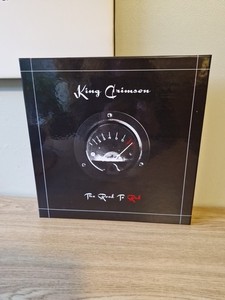 King Crimson
The Road To Red